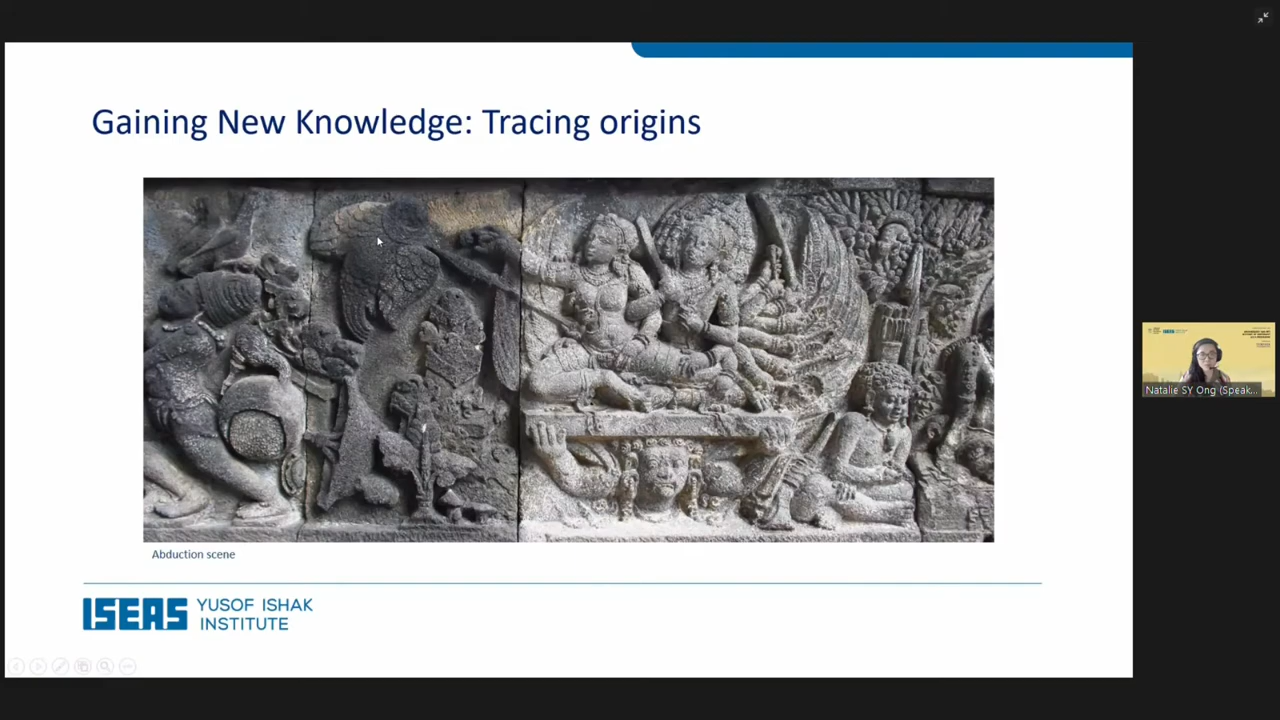 Gaining New Knowledge: Tracing origins
Abduction scene
ISEAS
YUSOF ISHAK
INSTITUTE
Natalie SY Ong (Speak...